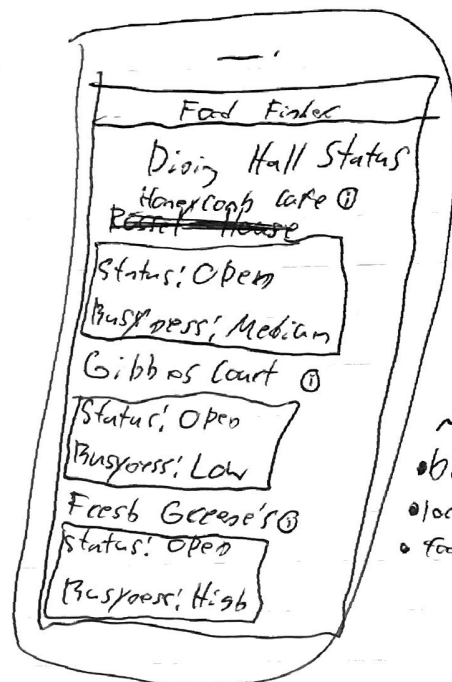 Food Finder
Dining Hall Status
Honeycomb Cafe ⓘ
Status: Open
Busyness: Medium
Gibbes Court ⓘ
Status: Open
Busyness: Low
Fresh Greene's ⓘ
Status: Open
Busyness: High